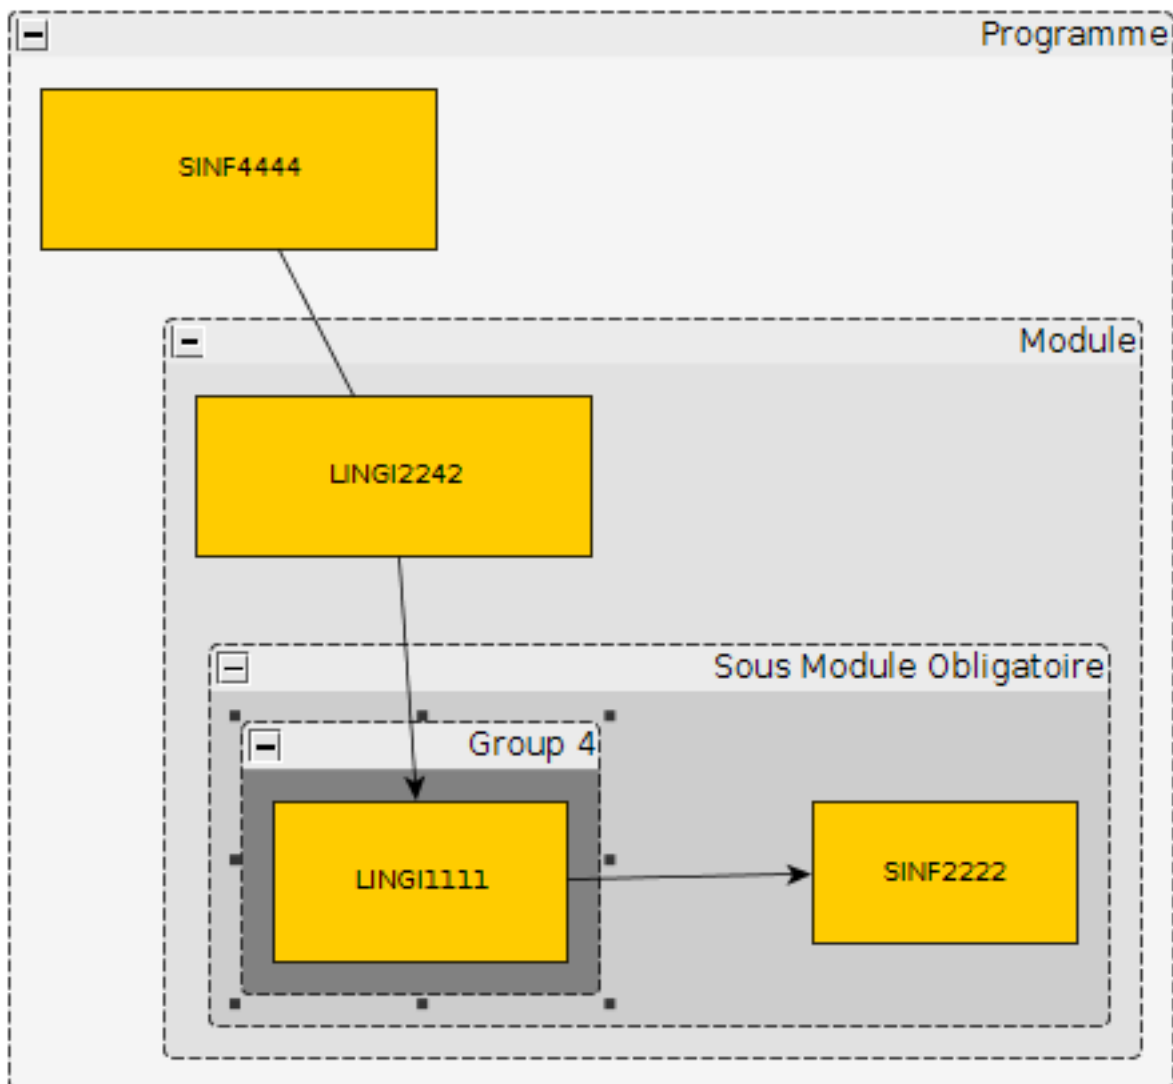 Programme
SINF4444
Module
LINGI2242
Sous Module Obligatoire
Group 4
LINGI1111
SINF2222